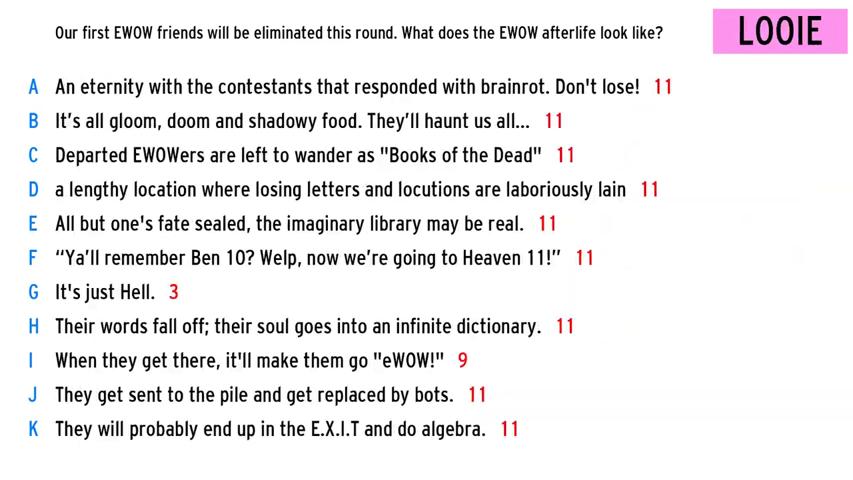 Our first EWOW friends will be eliminated this round. What does the EWOW afterlife look like?
LOOIE
A An eternity with the contestants that responded with brainrot. Don't lose! 11
B It’s all gloom, doom and shadowy food. They’ll haunt us all... 11
C Departed EWOWers are left to wander as "Books of the Dead" 11
D a lengthy location where losing letters and locutions are laboriously lain 11
E All but one's fate sealed, the imaginary library may be real. 11
F “Ya’ll remember Ben 10? Welp, now we’re going to Heaven 11!” 11
G It's just Hell. 3
H Their words fall off; their soul goes into an infinite dictionary. 11
I When they get there, it'll make them go "eWOW!" 9
J They get sent to the pile and get replaced by bots. 11
K They will probably end up in the E.X.I.T and do algebra. 11